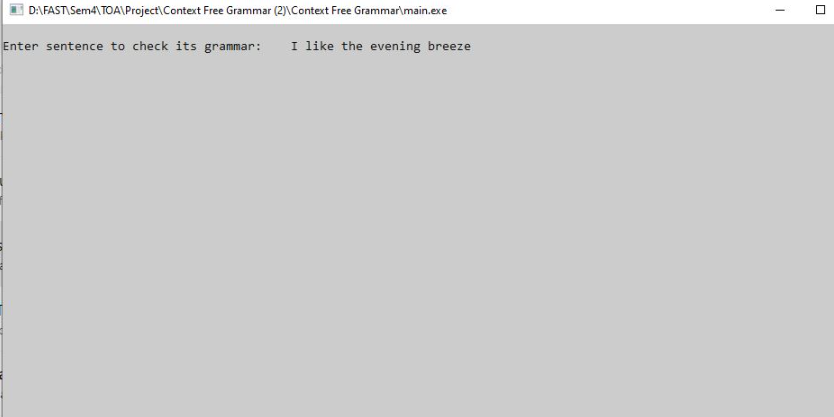 D:\FAST\Sem4\TOA\Project\Context Free Grammar (2)\Context Free Grammar\main.exe
Enter sentence to check its grammar:    I like the evening breeze